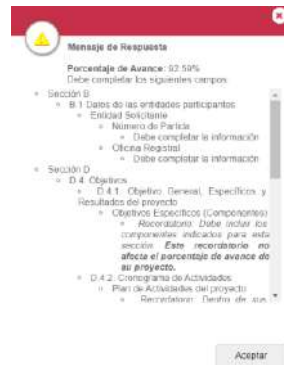 Mensaje de Respuesta
Porcentaje de Avance: 92.59%
Debe completar los siguientes campos
Sección B
B.1 Datos de las entidades participantes
Entidad Solicitante
Número de Partida
Debe completar la información
Oficina Registral
Debe completar la información
Sección D
D.4. Objetivos
D.4.1. Objetivo General, Específicos y
Resultados del proyecto
Objetivos Específicos (Componentes)
Recordatorio: Debe incluir los
componentes indicados para esta
sección. Este recordatorio no
afecta el porcentaje de avance de
su proyecto.
D.4.2. Cronograma de Actividades
Plan de Actividades del proyecto
Recordatorio: Dentro de sus
Aceptar